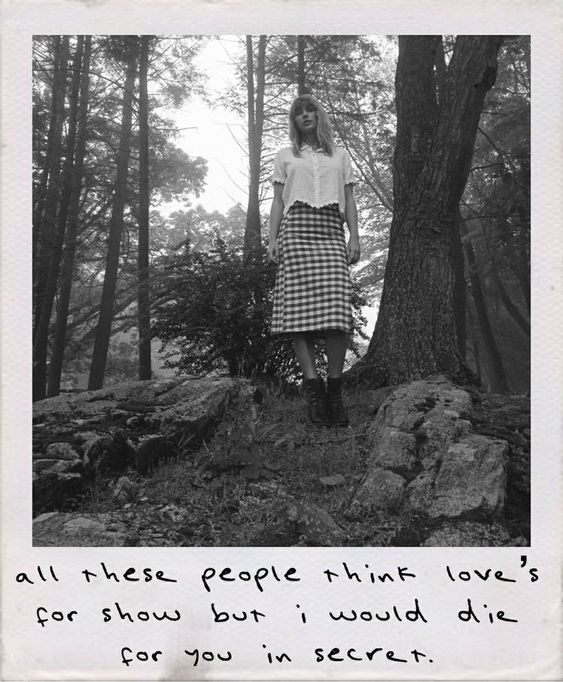 all these people think love's
for show but i would die
for you in secret.